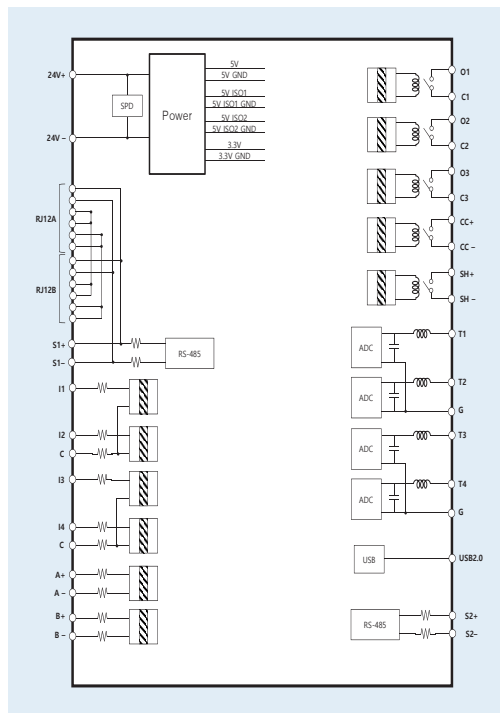 24V+
SPD
24V –
Power
5V
5V GND
5V ISO1
5V ISO1 GND
5V ISO2
5V ISO2 GND
3.3V
3.3V GND
RJ12A
RJ12B
S1+
S1–
RS-485
I1
I2
C
I3
I4
C
A+
A –
B+
B –
O1
C1
O2
C2
O3
C3
CC+
CC –
SH+
SH –
ADC
T1
ADC
T2
G
ADC
T3
ADC
T4
G
USB
USB2.0
RS-485
S2+
S2–